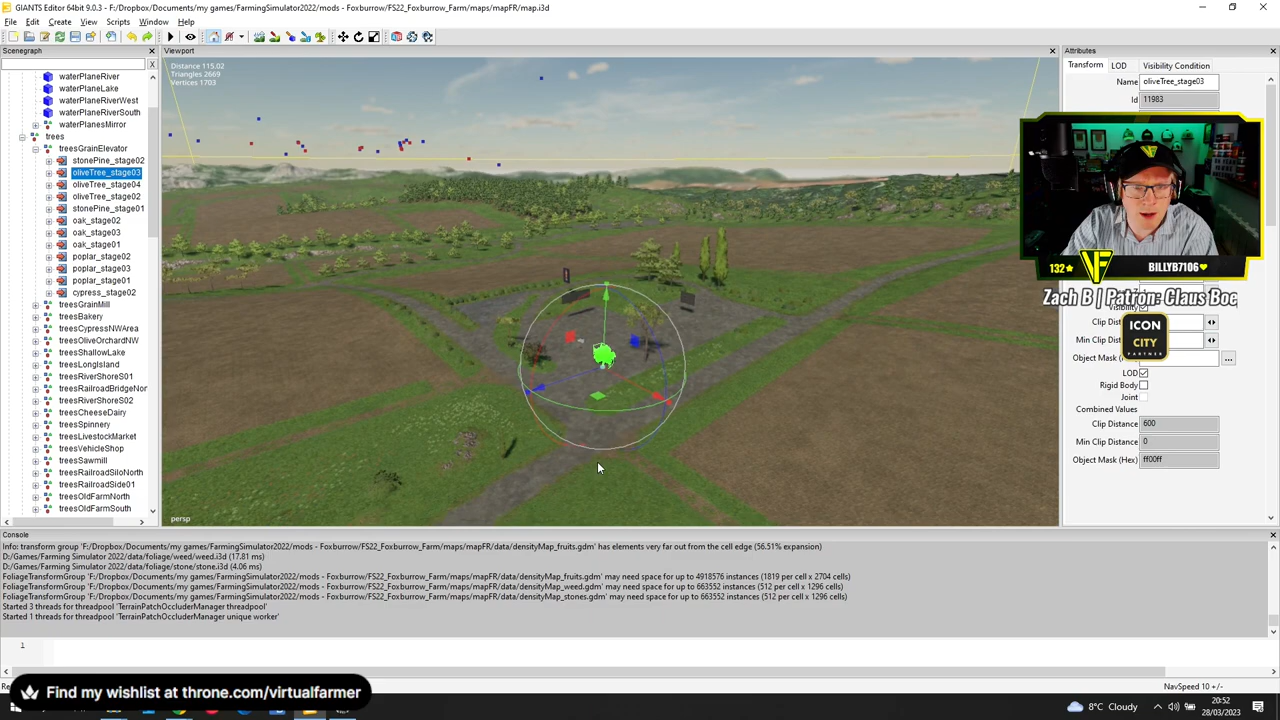 GIANTS Editor 64bit - v9.0.3 - F:/Dropbox/Documents/my games/FarmingSimulator2022/mods - Foxburrow/FS22_Foxburrow_Farm/maps/mapFR/map.i3d
File Edit Create View Scripts Window Help
Scenegraph
Viewport
Attributes
X
Distance 115.02
Triangles 2669
Vertices 1703
waterPlaneRiver
waterPlaneLake
waterPlaneRiverWest
waterPlaneRiverSouth
waterPlanesMirror
trees
treesGrainElevator
stonePine_stage02
oliveTree_stage03
oliveTree_stage04
oliveTree_stage02
stonePine_stage01
oak_stage02
oak_stage03
oak_stage01
poplar_stage02
poplar_stage03
poplar_stage01
cypress_stage02
treesGrainMill
treesBakery
treesCypressNWArea
treesOliveOrchardNW
treesShallowLake
treesLongIsland
treesRiverShoreS01
treesRailroadBridgeNor
treesRiverShoreS02
treesCheeseDairy
treesSpinnery
treesLivestockMarket
treesVehicleShop
treesSawmill
treesRailroadSiloNorth
treesRailroadSide01
treesOldFarmNorth
treesOldFarmSouth
persp
Transform LOD Visibility Condition
Name oliveTree_stage03
Id 11983
VF
132 VF BILLYB7106
Zach B | Patron: Claus Boe
ICON
CITY
PARTNER
Clip Dist
Min Clip Dist
Object Mask (
...
LOD
Rigid Body
Joint
Combined Values
Clip Distance 600
Min Clip Distance 0
Object Mask (Hex) ff00ff
Console
Info: transform group 'F:/Dropbox/Documents/my games/FarmingSimulator2022/mods - Foxburrow/FS22_Foxburrow_Farm/maps/mapFR/data/densityMap_fruits.gdm' has elements very far out from the cell edge (56.51% expansion)
D:/Games/Farming Simulator 2022/data/foliage/weed/weed.i3d (17.81 ms)
D:/Games/Farming Simulator 2022/data/foliage/stone/stone.i3d (4.06 ms)
FoliageTransformGroup 'F:/Dropbox/Documents/my games/FarmingSimulator2022/mods - Foxburrow/FS22_Foxburrow_Farm/maps/mapFR/data/densityMap_fruits.gdm' may need space for up to 4918576 instances (1819 per cell x 2704 cells)
FoliageTransformGroup 'F:/Dropbox/Documents/my games/FarmingSimulator2022/mods - Foxburrow/FS22_Foxburrow_Farm/maps/mapFR/data/densityMap_weed.gdm' may need space for up to 663552 instances (512 per cell x 1296 cells)
FoliageTransformGroup 'F:/Dropbox/Documents/my games/FarmingSimulator2022/mods - Foxburrow/FS22_Foxburrow_Farm/maps/mapFR/data/densityMap_stones.gdm' may need space for up to 663552 instances (512 per cell x 1296 cells)
Started 3 threads for threadpool 'TerrainPatchOccluderManager threadpool'
Started 1 threads for threadpool 'TerrainPatchOccluderManager unique worker'
1
Find my wishlist at throne.com/virtualfarmer
NavSpeed 10 +/-
8°C Cloudy
20:52
28/03/2023